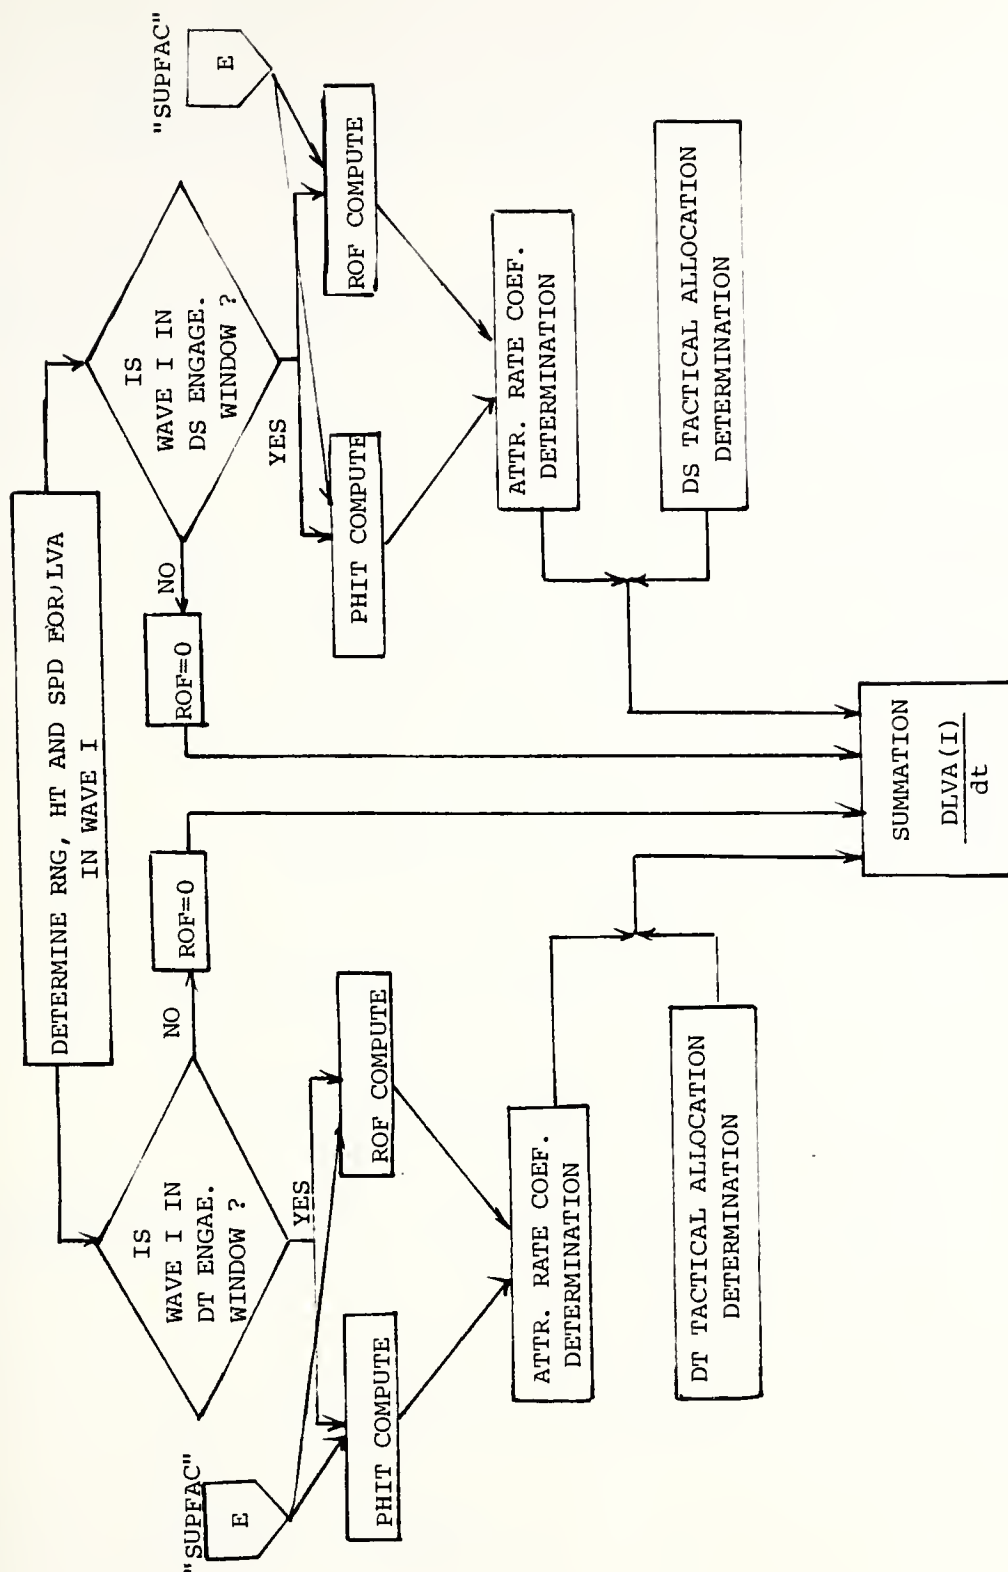 DETERMINE RNG, HT AND SPD FOR LVA
IN WAVE I
"SUPFAC"
E
IS
WAVE I IN
DT ENGAE.
WINDOW ?
NO
ROF=0
YES
PHIT COMPUTE
ROF COMPUTE
ATTR. RATE COEF.
DETERMINATION
DT TACTICAL ALLOCATION
DETERMINATION
"SUPFAC"
E
IS
WAVE I IN
DS ENGAGE.
WINDOW ?
NO
ROF=0
YES
PHIT COMPUTE
ROF COMPUTE
ATTR. RATE COEF.
DETERMINATION
DS TACTICAL ALLOCATION
DETERMINATION
SUMMATION
DLVA(I)
dt